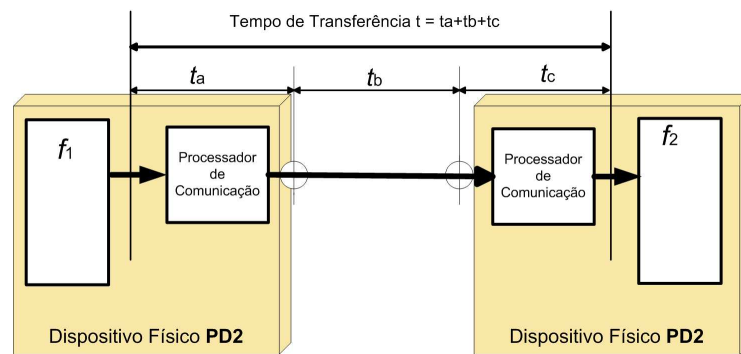 Tempo de Transferência t = ta+tb+tc
ta
tb
tc
f1
Processador
de
Comunicação
Processador
de
Comunicação
f2
Dispositivo Físico PD2
Dispositivo Físico PD2